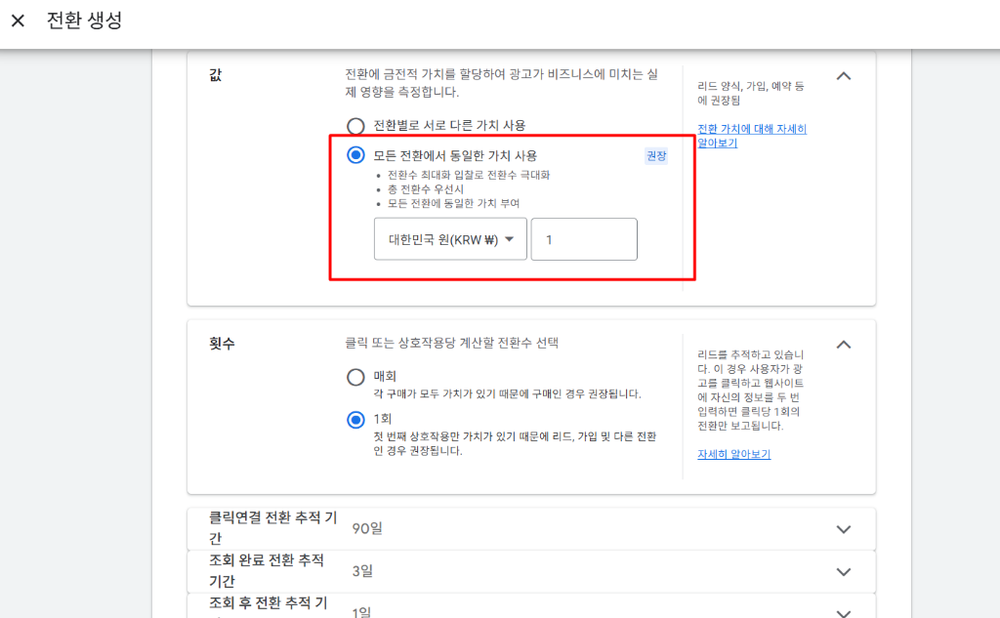 전환 생성
값
전환에 금전적 가치를 할당하여 광고가 비즈니스에 미치는 실
제 영향을 측정합니다.
전환별로 서로 다른 가치 사용
모든 전환에서 동일한 가치 사용
권장
전환수 최대화 입찰로 전환수 극대화
총 전환수 우선시
모든 전환에 동일한 가치 부여
대한민국 원(KRW ₩)
1
리드 양식, 가입, 예약 등
에 권장됨
전환 가치에 대해 자세히
알아보기
횟수
클릭 또는 상호작용당 계산할 전환수 선택
매회
각 구매가 모두 가치가 있기 때문에 구매인 경우 권장됩니다.
1회
첫 번째 상호작용만 가치가 있기 때문에 리드, 가입 및 다른 전환
인 경우 권장됩니다.
리드를 추적하고 있습니
다. 이 경우 사용자가 광
고를 클릭하고 웹사이트
에 자신의 정보를 두 번
입력하면 클릭당 1회의
전환만 보고됩니다.
자세히 알아보기
클릭연결 전환 추적 기
간
90일
조회 완료 전환 추적
기간
3일
조회 후 전환 추적 기
1일